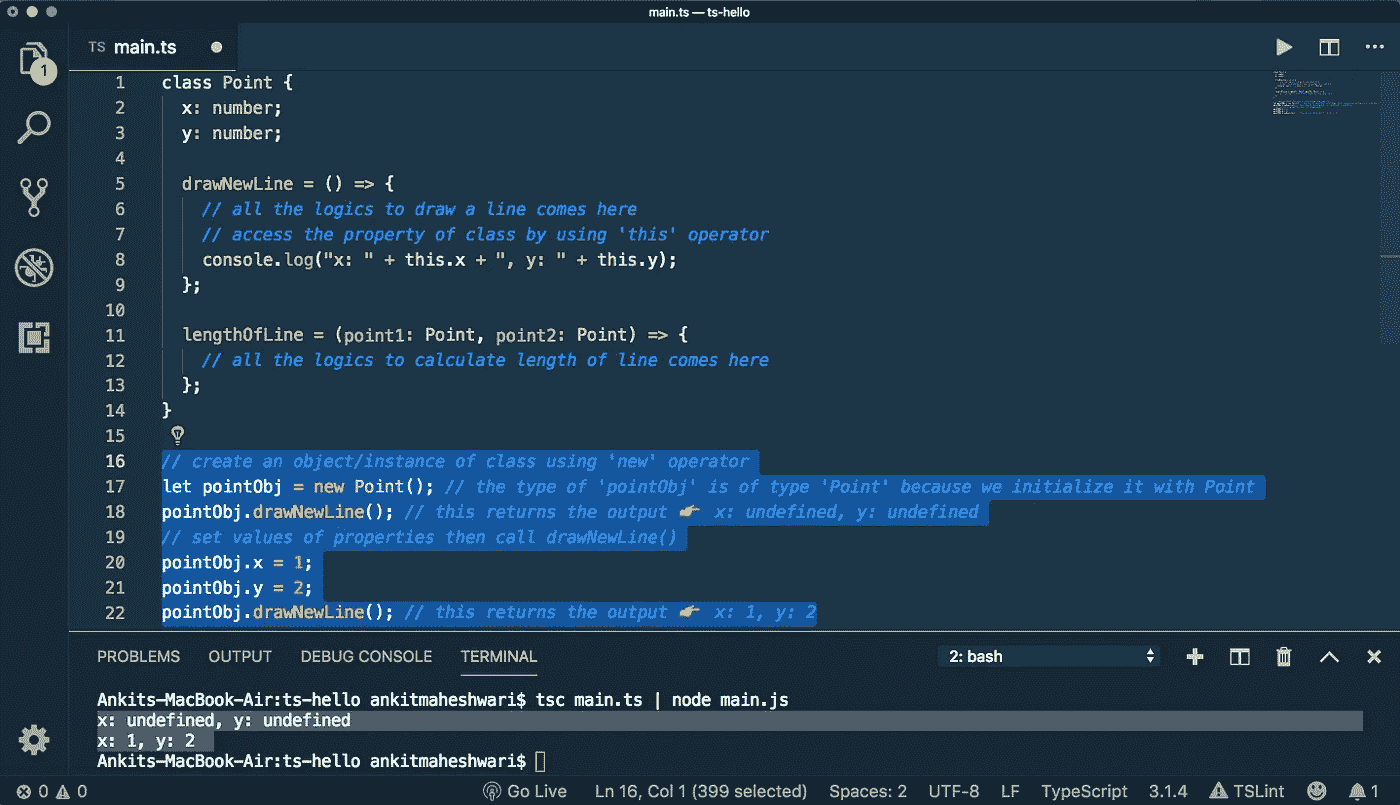 main.ts — ts-hello
TS main.ts
1
1 class Point {
2 x: number;
3 y: number;
4
5 drawNewLine = () => {
6 // all the logics to draw a line comes here
7 // access the property of class by using 'this' operator
8 console.log("x: " + this.x + ", y: " + this.y);
9 };
10
11 lengthOfLine = (point1: Point, point2: Point) => {
12 // all the logics to calculate length of line comes here
13 };
14 }
15
16 // create an object/instance of class using 'new' operator
17 let pointObj = new Point(); // the type of 'pointObj' is of type 'Point' because we initialize it with Point
18 pointObj.drawNewLine(); // this returns the output 👉 x: undefined, y: undefined
19 // set values of properties then call drawNewLine()
20 pointObj.x = 1;
21 pointObj.y = 2;
22 pointObj.drawNewLine(); // this returns the output 👉 x: 1, y: 2
PROBLEMS OUTPUT DEBUG CONSOLE TERMINAL 2: bash
Ankits-MacBook-Air:ts-hello ankitmaheshwari$ tsc main.ts | node main.js
x: undefined, y: undefined
x: 1, y: 2
Ankits-MacBook-Air:ts-hello ankitmaheshwari$
0 0 Go Live Ln 16, Col 1 (399 selected) Spaces: 2 UTF-8 LF TypeScript 3.1.4 TSLint 1